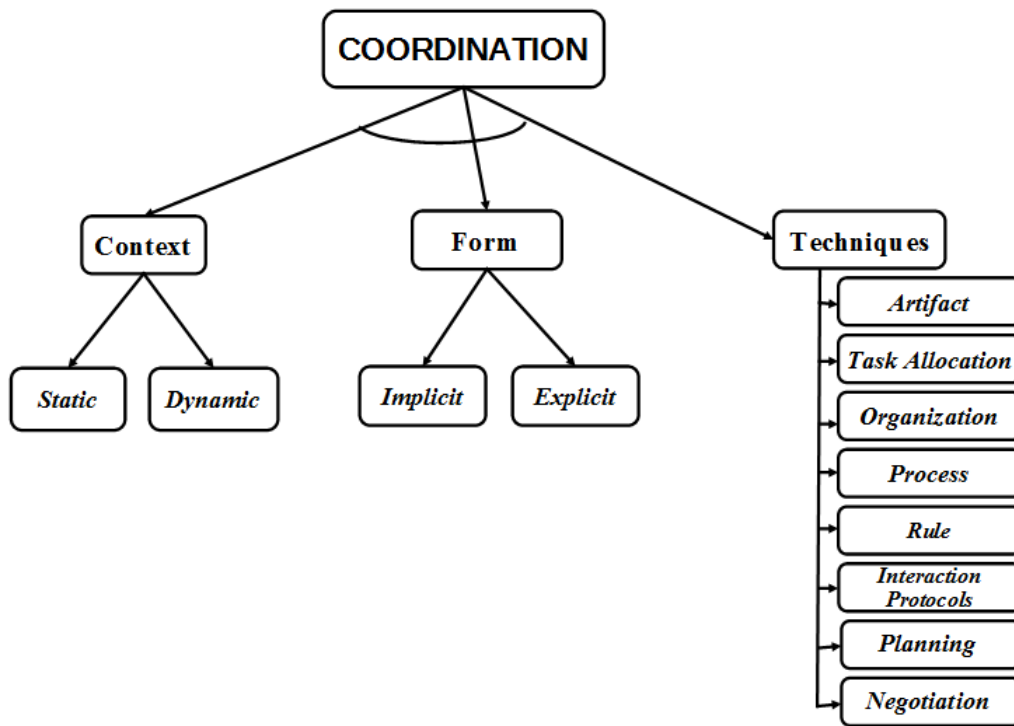 COORDINATION
Context
Form
Techniques
Static
Dynamic
Implicit
Explicit
Artifact
Task Allocation
Organization
Process
Rule
Interaction
Protocols
Planning
Negotiation